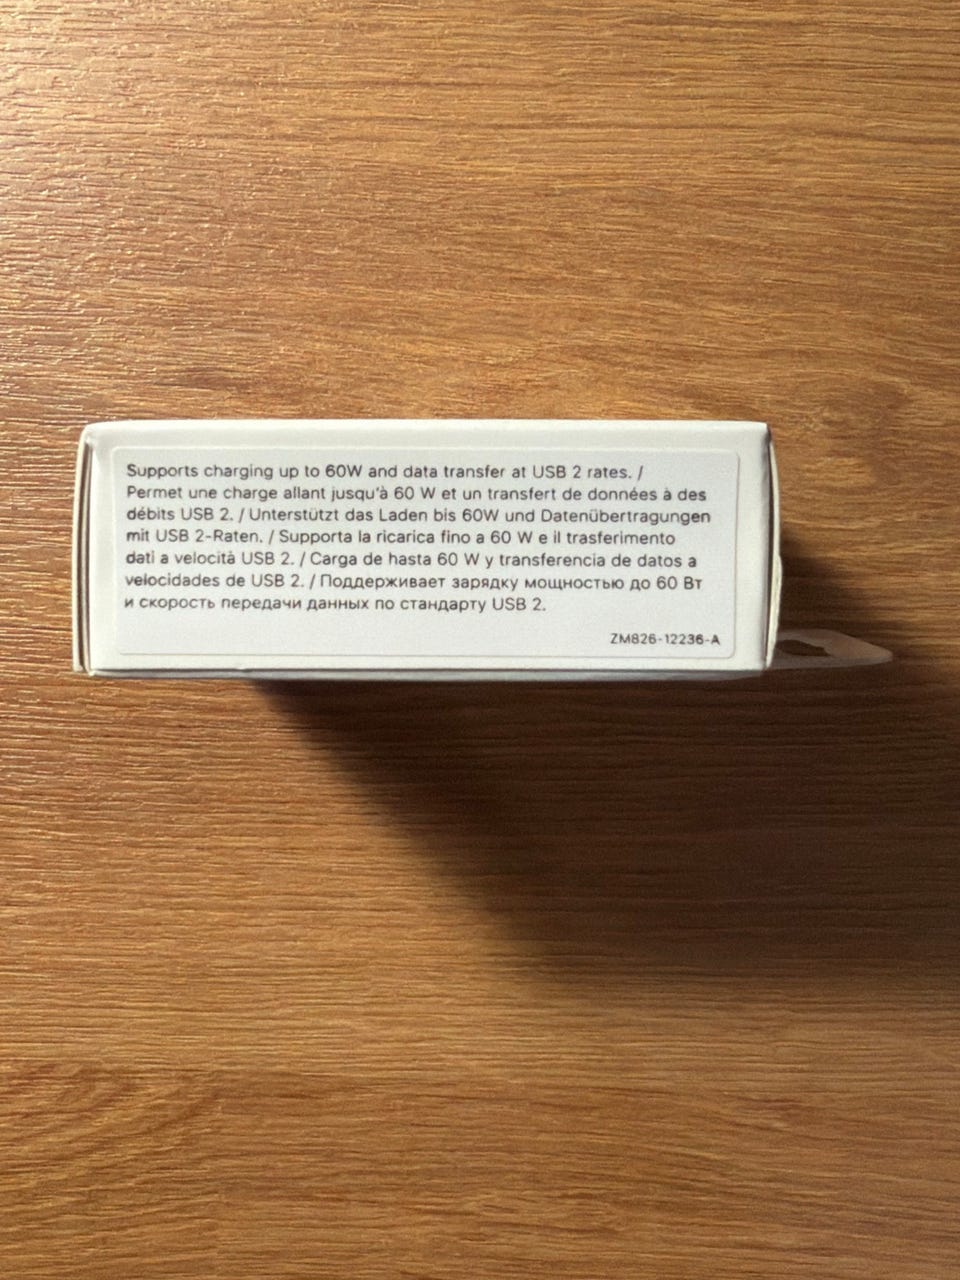 Supports charging up to 60W and data transfer at USB 2 rates. /
Permet une charge allant jusqu'à 60 W et un transfert de données à des
débits USB 2. / Unterstützt das Laden bis 60W und Datenübertragungen
mit USB 2-Raten. / Supporta la ricarica fino a 60 W e il trasferimento
dati a velocità USB 2. / Carga de hasta 60 W y transferencia de datos a
velocidades de USB 2. / Поддерживает зарядку мощностью до 60 Вт
и скорость передачи данных по стандарту USB 2.
ZM826-12236-A